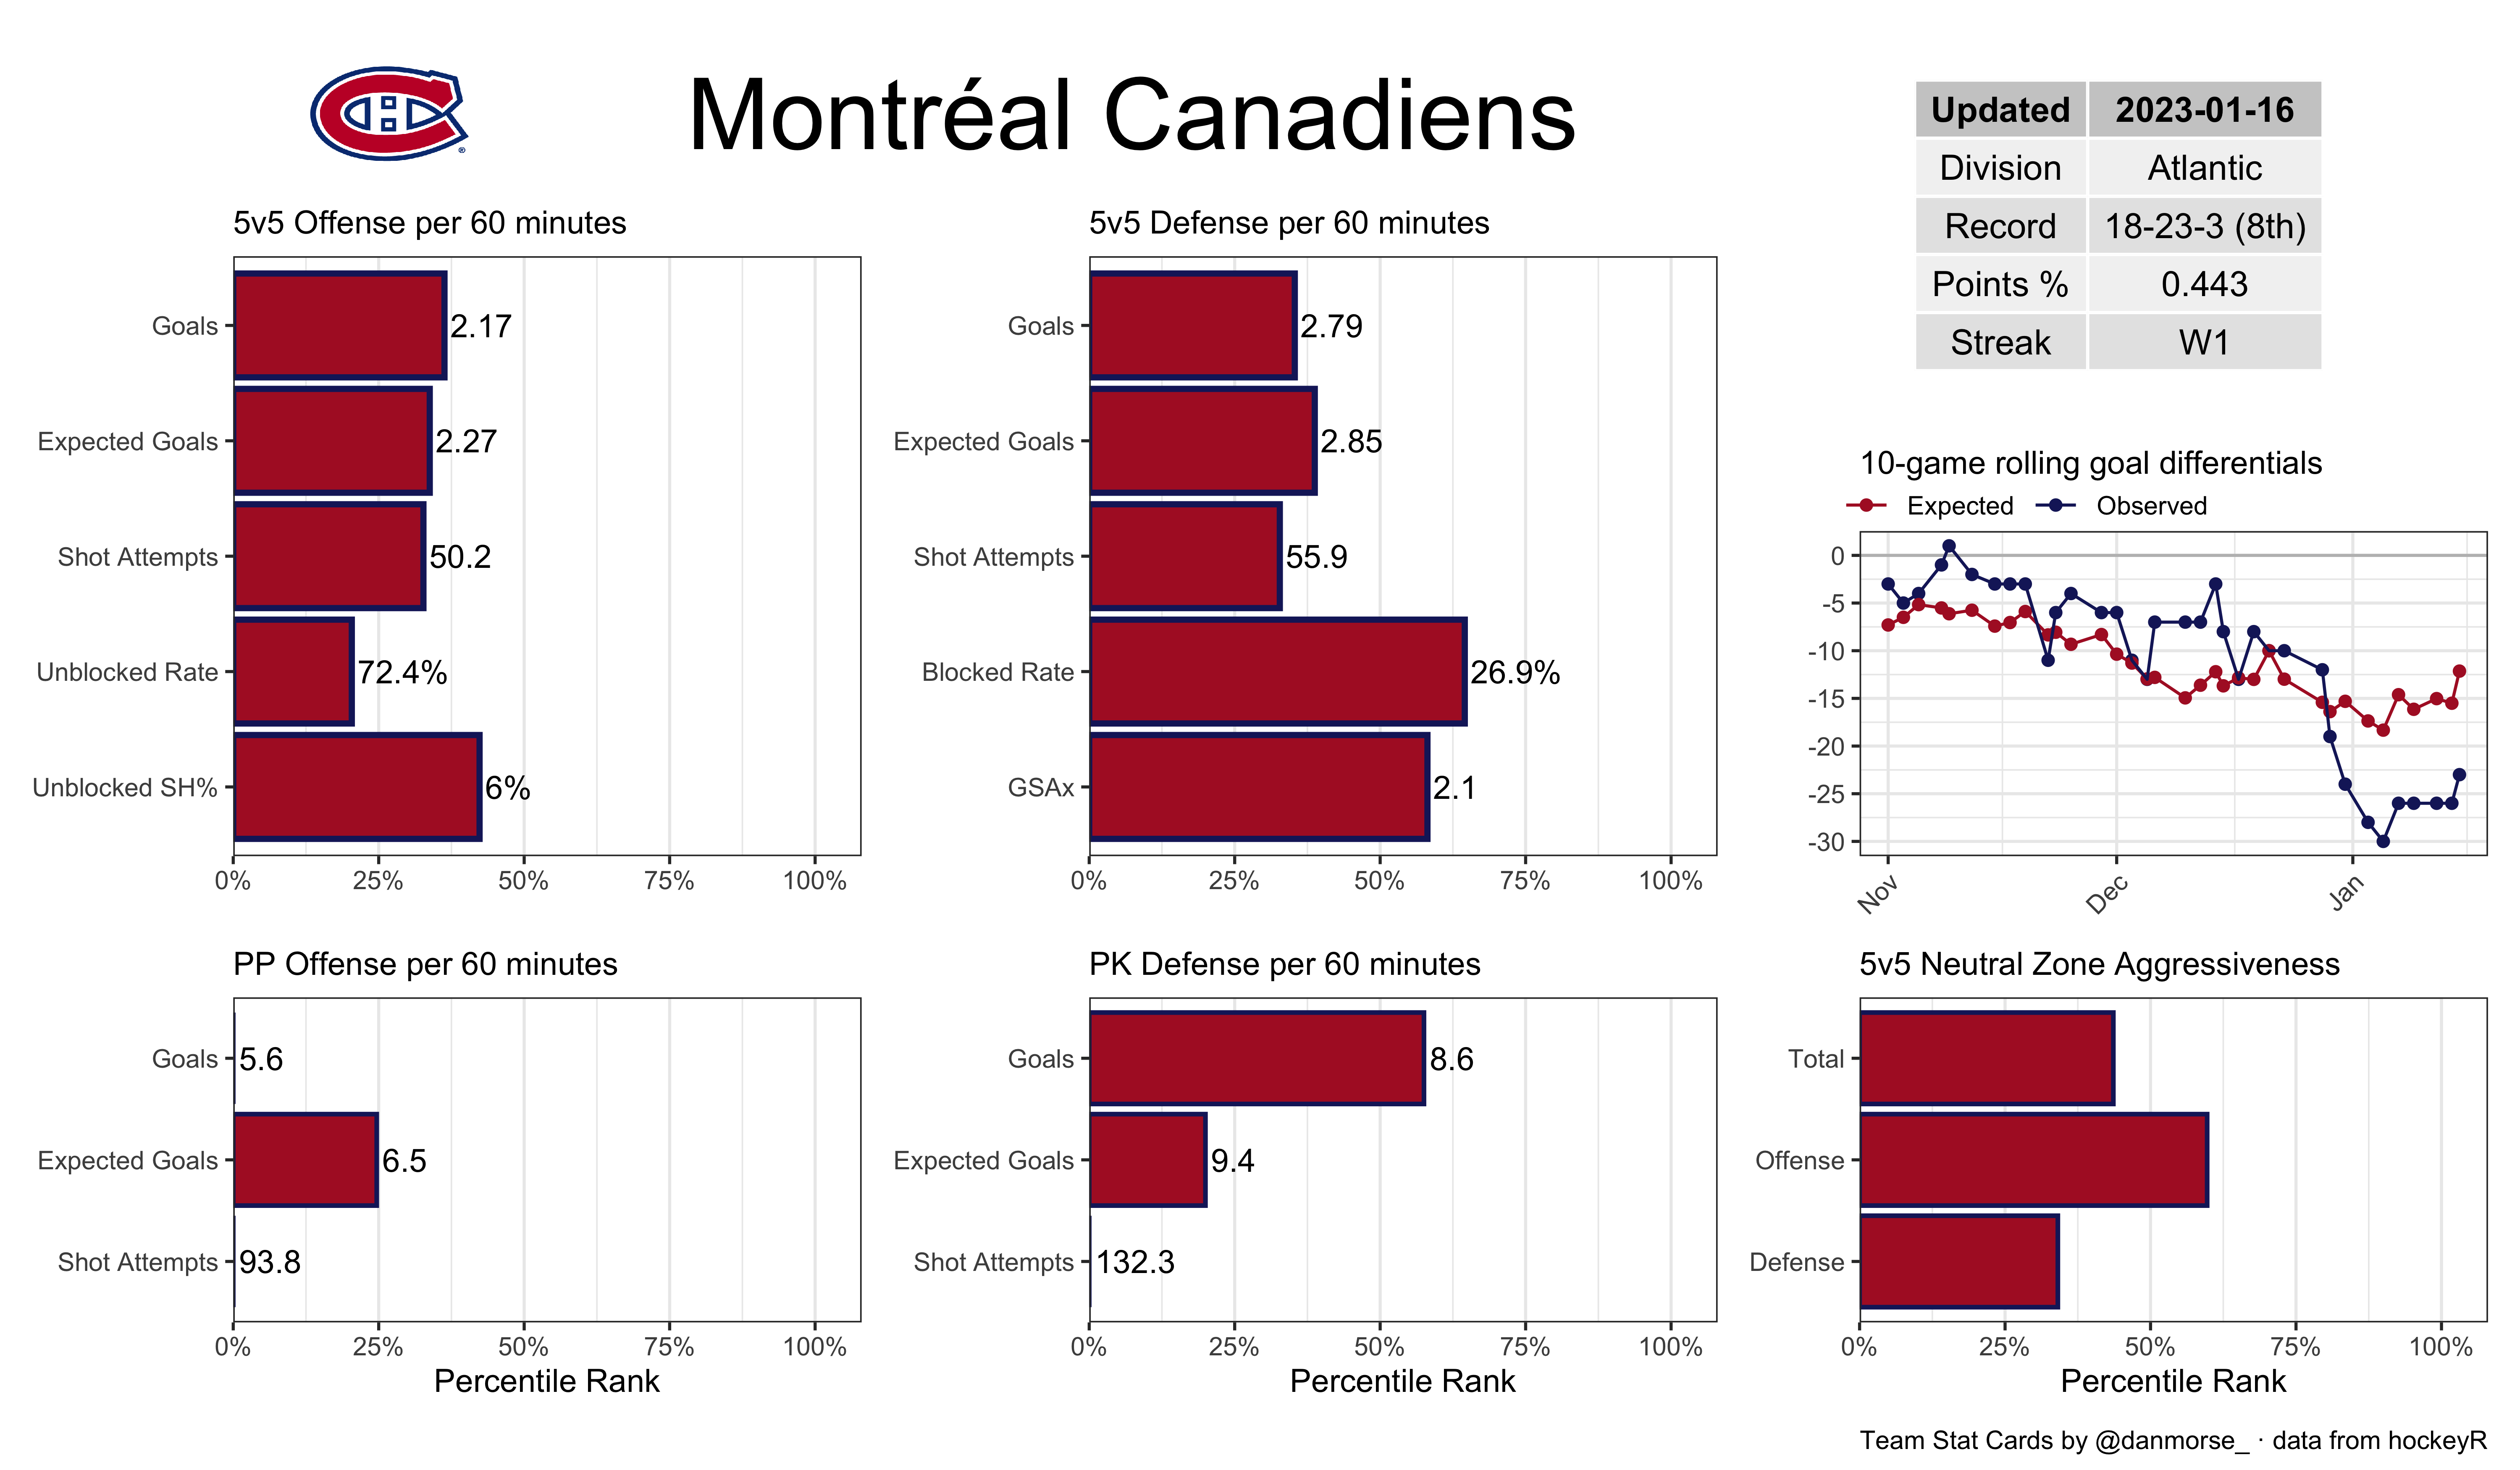 Montréal Canadiens
Updated 2023-01-16
Division Atlantic
Record 18-23-3 (8th)
Points % 0.443
Streak W1
5v5 Offense per 60 minutes
Goals 2.17
Expected Goals 2.27
Shot Attempts 50.2
Unblocked Rate 72.4%
Unblocked SH% 6%
0% 25% 50% 75% 100%
5v5 Defense per 60 minutes
Goals 2.79
Expected Goals 2.85
Shot Attempts 55.9
Blocked Rate 26.9%
GSAx 2.1
0% 25% 50% 75% 100%
10-game rolling goal differentials
Expected Observed
0
-5
-10
-15
-20
-25
-30
Nov Dec Jan
PP Offense per 60 minutes
Goals 5.6
Expected Goals 6.5
Shot Attempts 93.8
0% 25% 50% 75% 100%
Percentile Rank
PK Defense per 60 minutes
Goals 8.6
Expected Goals 9.4
Shot Attempts 132.3
0% 25% 50% 75% 100%
Percentile Rank
5v5 Neutral Zone Aggressiveness
Total
Offense
Defense
0% 25% 50% 75% 100%
Percentile Rank
Team Stat Cards by @danmorse_ · data from hockeyR